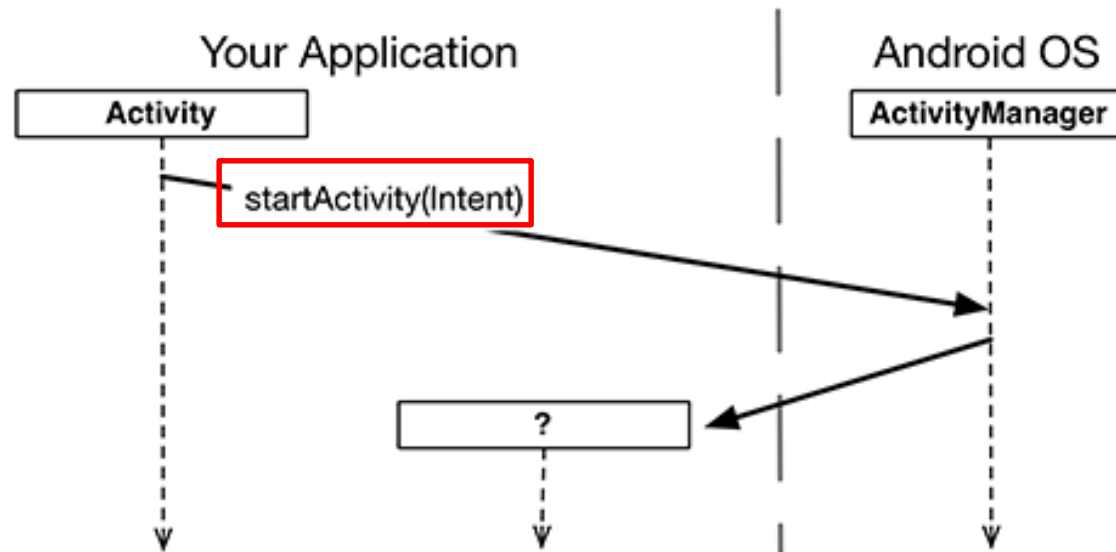 Your Application
Android OS
Activity
ActivityManager
startActivity(Intent)
?